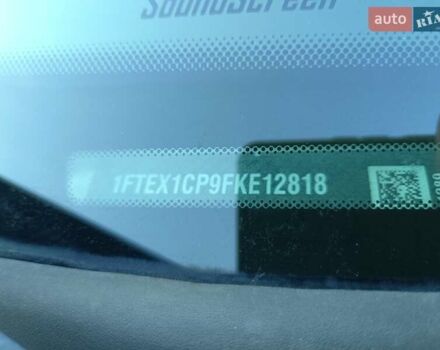 SoundScreen
auto RIA
1FTEX1CP9FKE12818